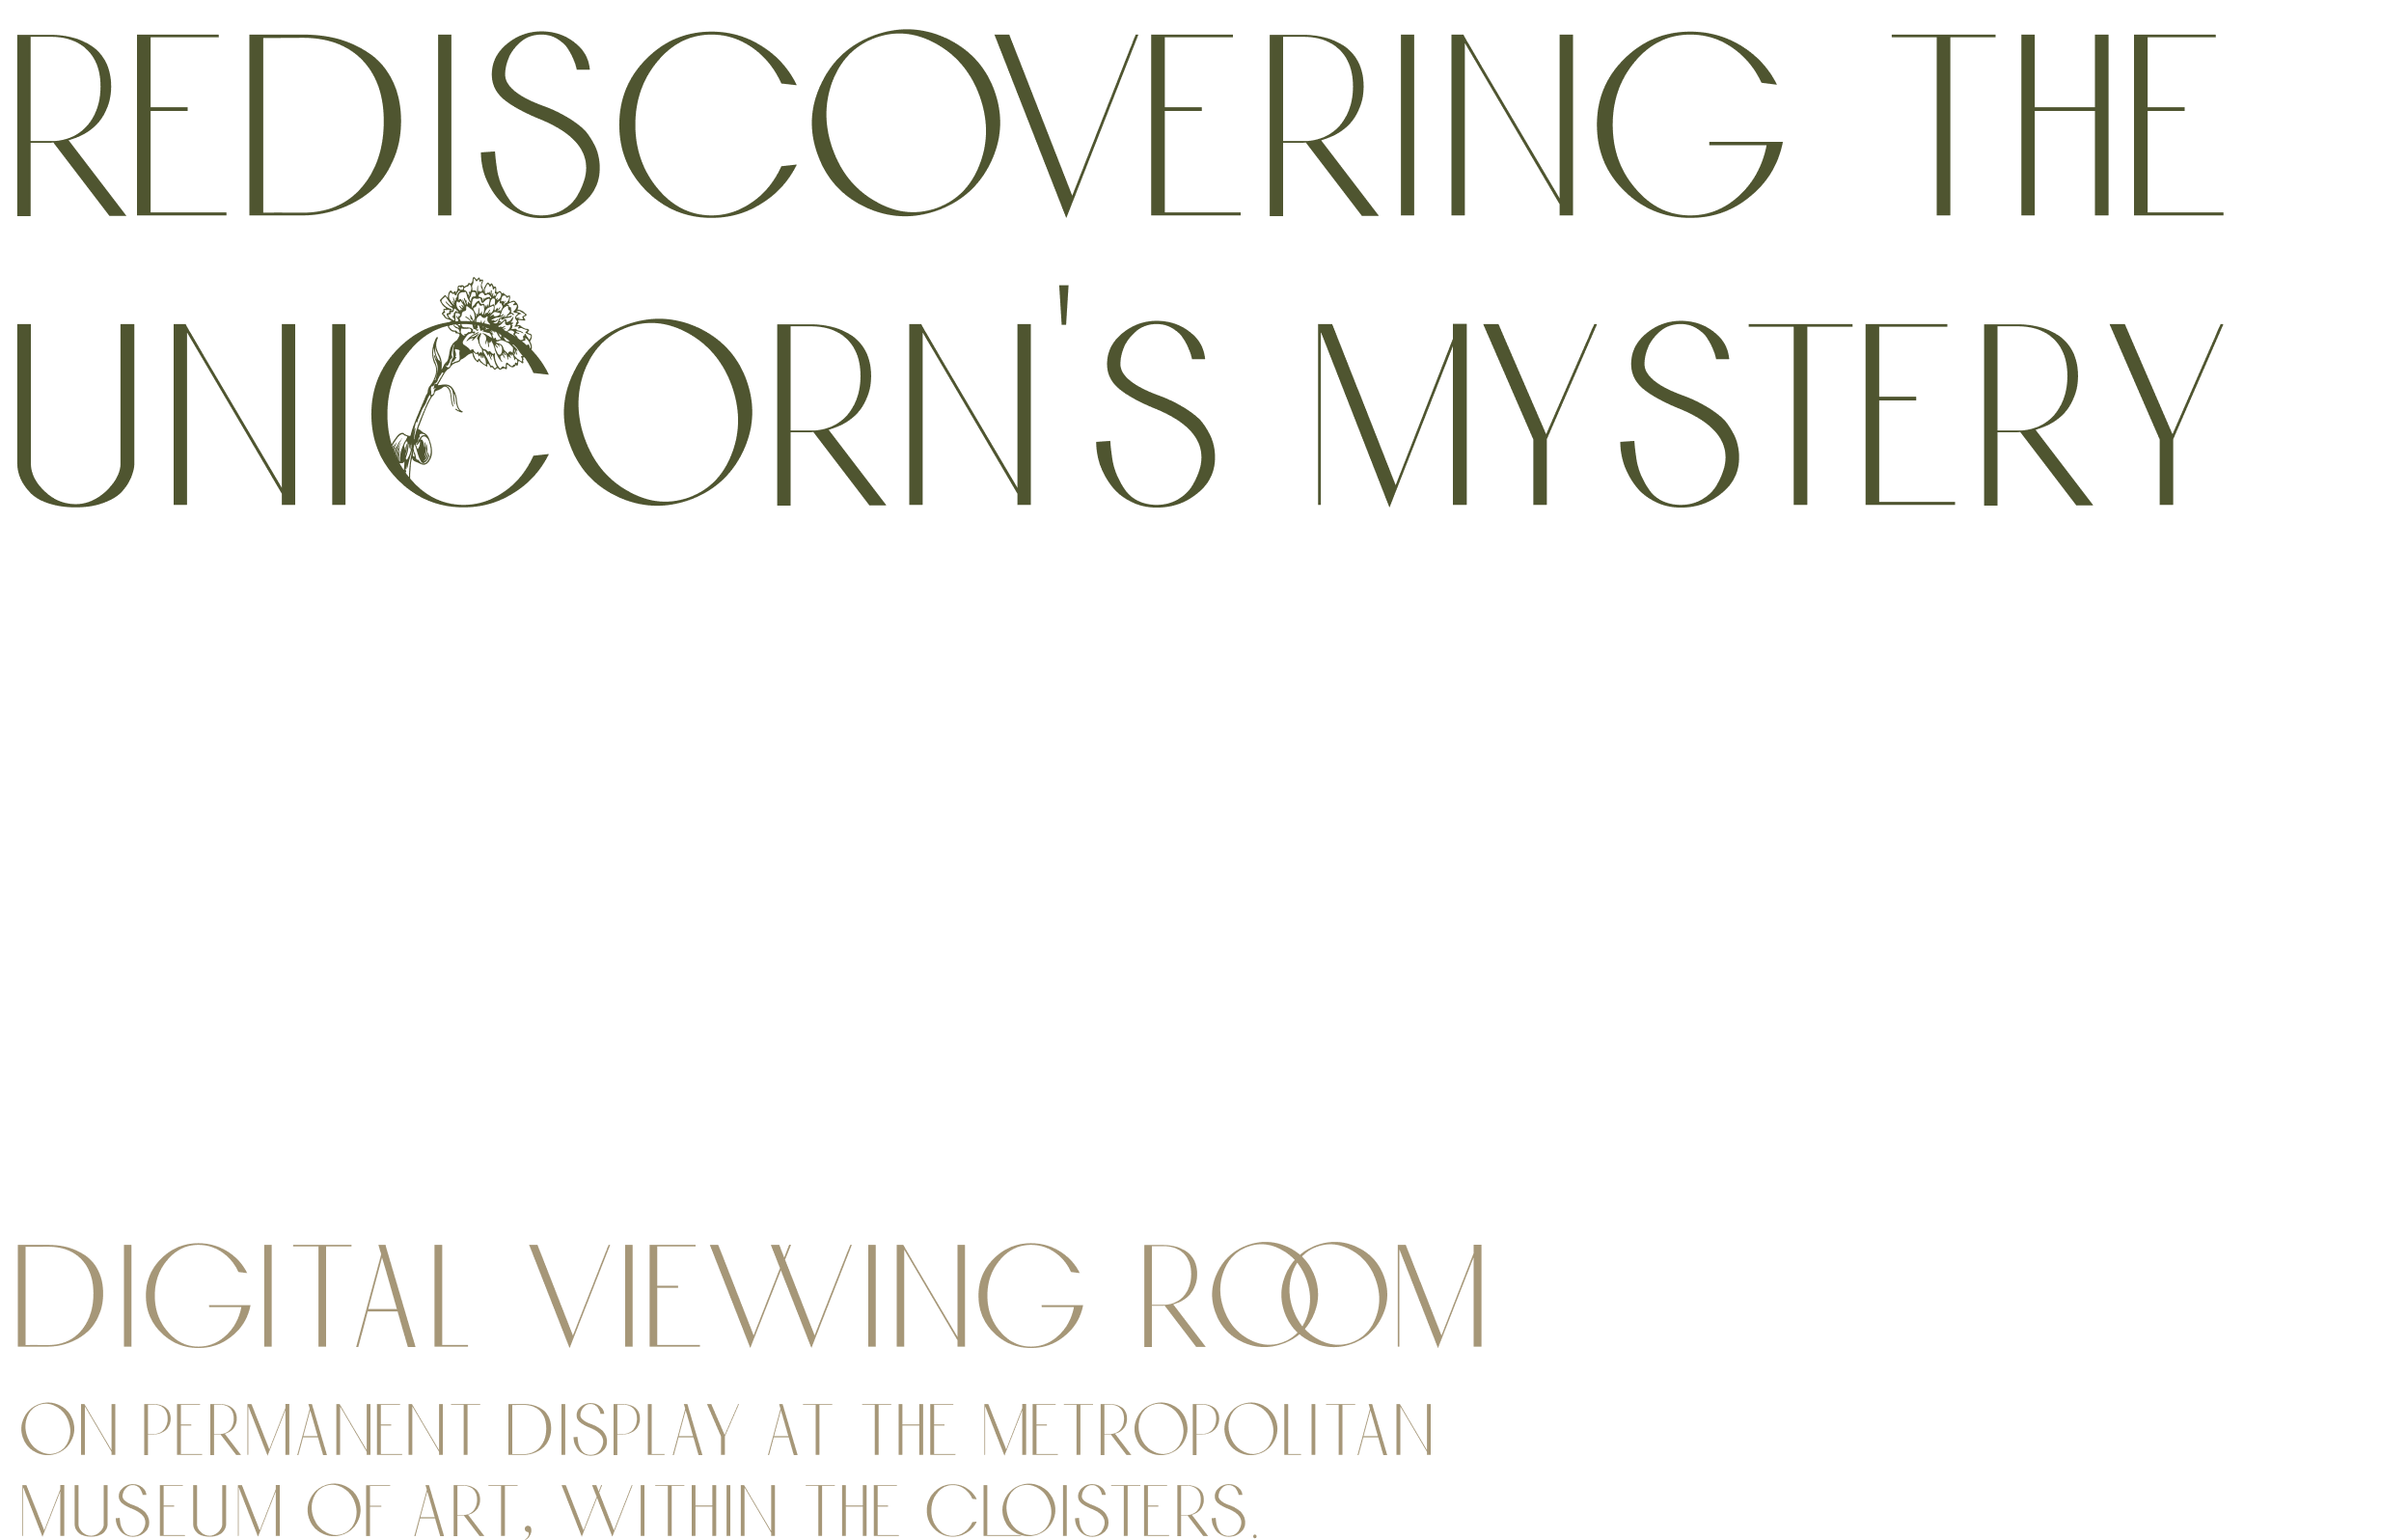 REDISCOVERING THE
UNICORN'S MYSTERY
DIGITAL VIEWING ROOM
ON PERMANENT DISPLAY AT THE METROPOLITAN
MUSEUM OF ART, WITHIN THE CLOISTERS.